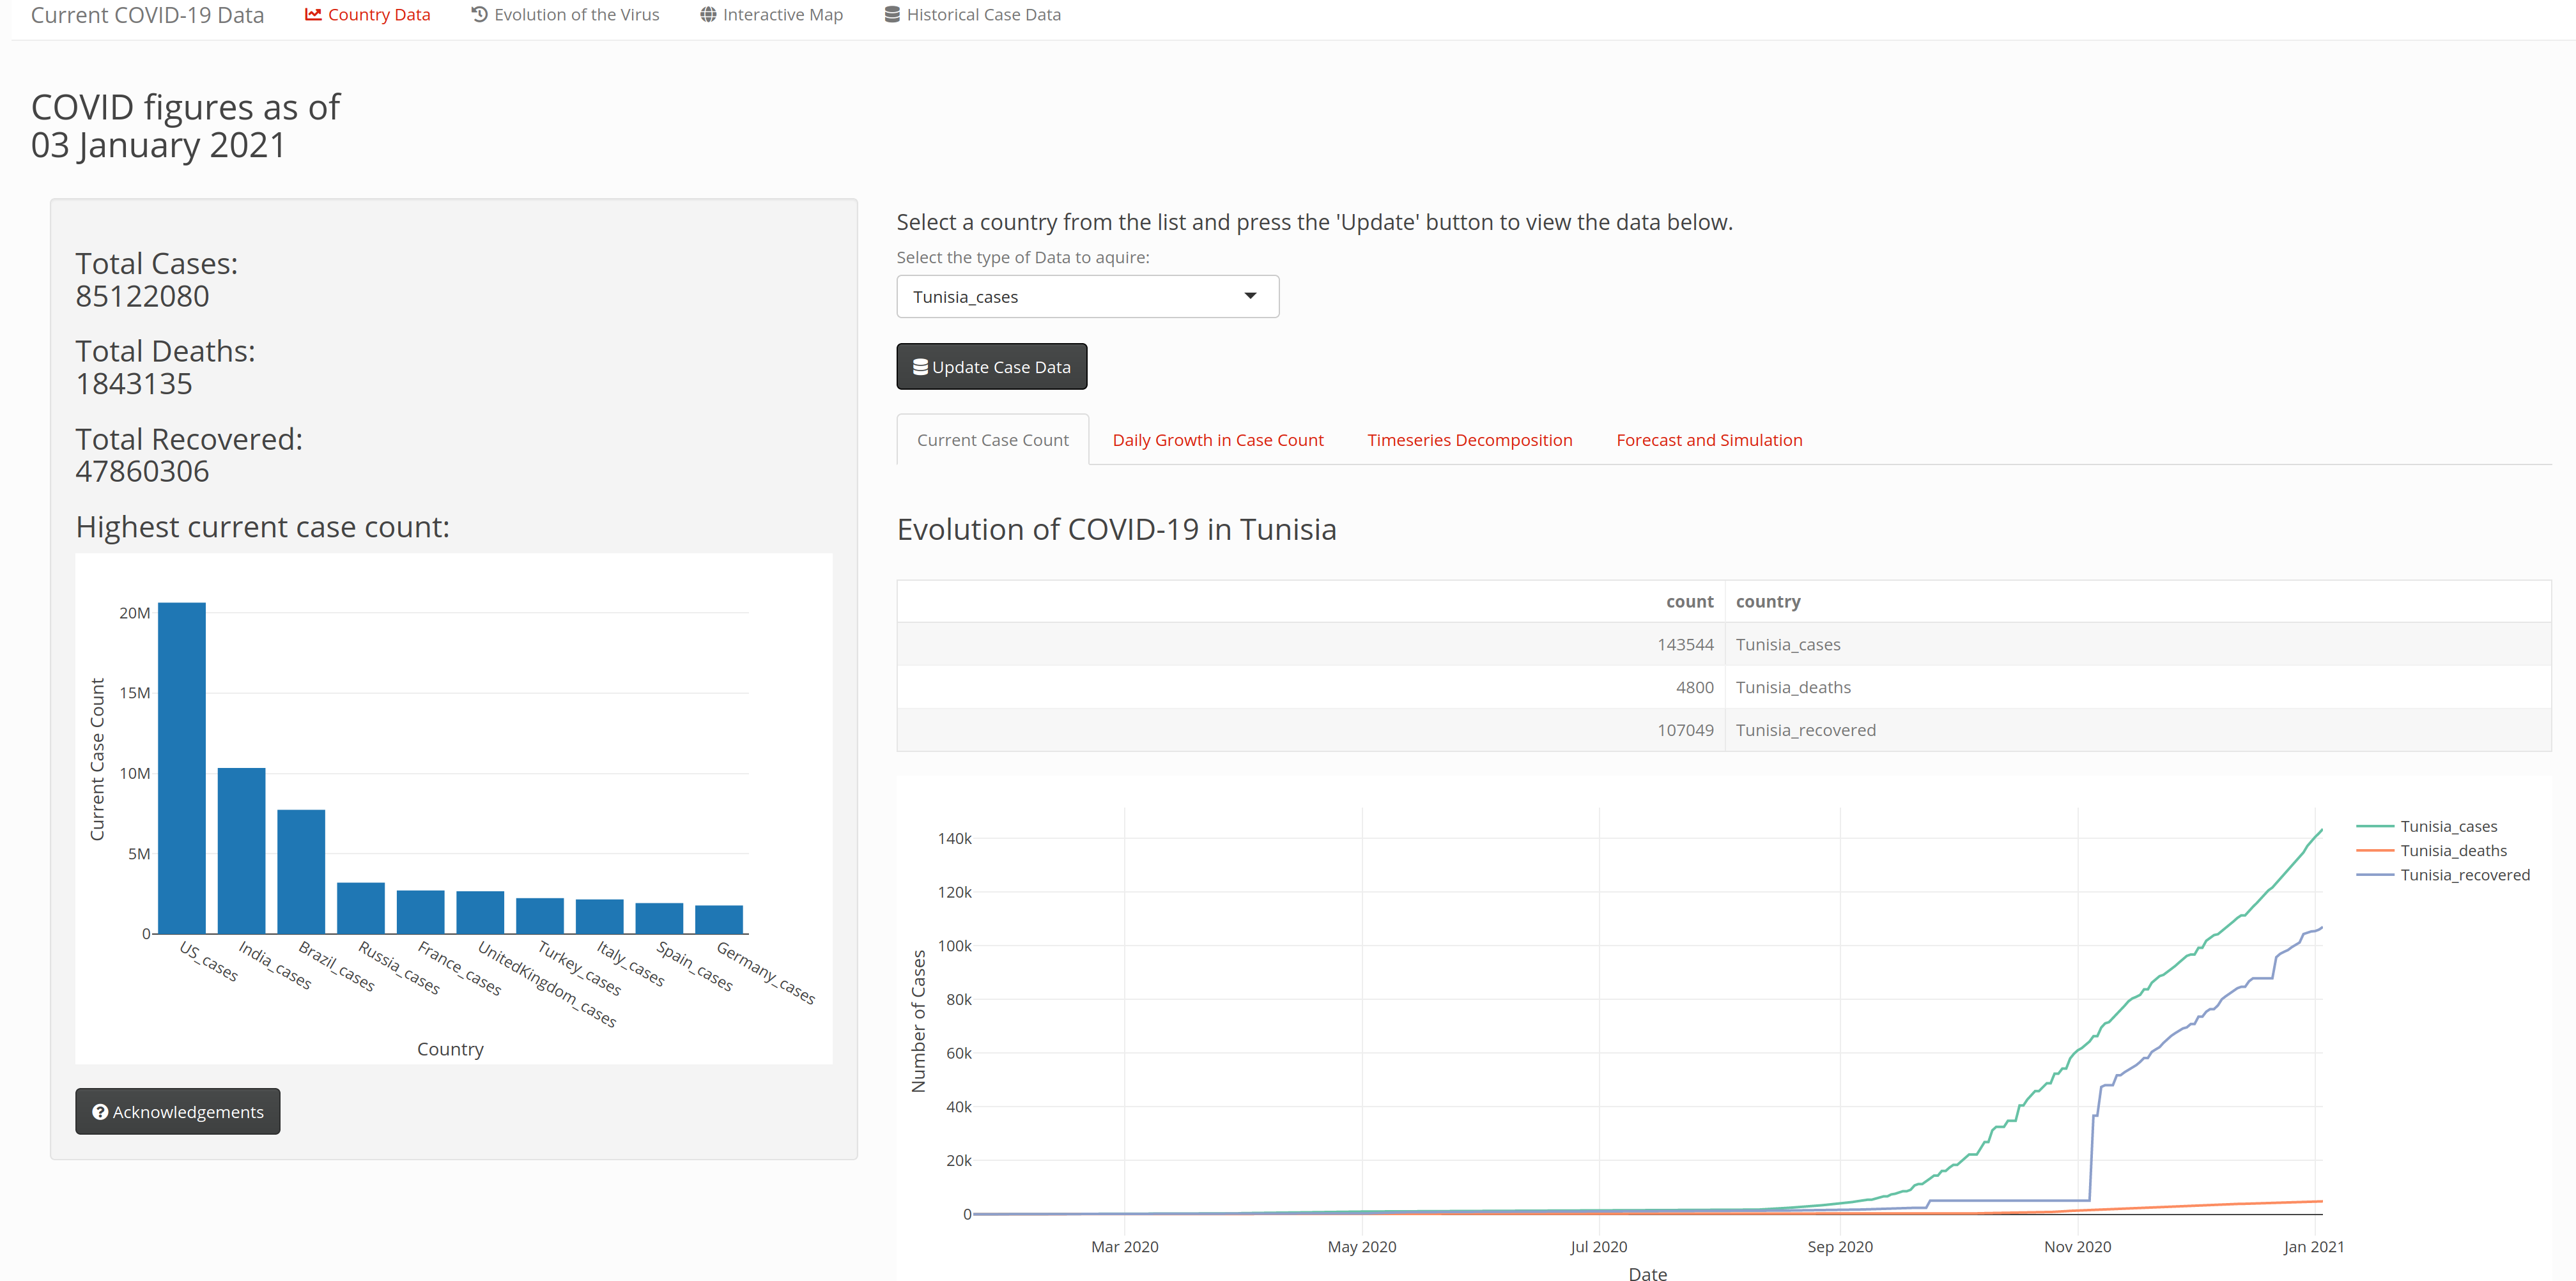 Current COVID-19 Data
Country Data
Evolution of the Virus
Interactive Map
Historical Case Data
COVID figures as of
03 January 2021
Total Cases:
85122080
Total Deaths:
1843135
Total Recovered:
47860306
Highest current case count:
20M
15M
10M
5M
0
Current Case Count
US_cases
India_cases
Brazil_cases
Russia_cases
France_cases
UnitedKingdom_cases
Turkey_cases
Italy_cases
Spain_cases
Germany_cases
Country
Acknowledgements
Select a country from the list and press the 'Update' button to view the data below.
Select the type of Data to aquire:
Tunisia_cases
Update Case Data
Current Case Count
Daily Growth in Case Count
Timeseries Decomposition
Forecast and Simulation
Evolution of COVID-19 in Tunisia
count country
143544 Tunisia_cases
4800 Tunisia_deaths
107049 Tunisia_recovered
140k
120k
100k
80k
60k
40k
20k
0
Number of Cases
Mar 2020
May 2020
Jul 2020
Sep 2020
Nov 2020
Jan 2021
Date
Tunisia_cases
Tunisia_deaths
Tunisia_recovered